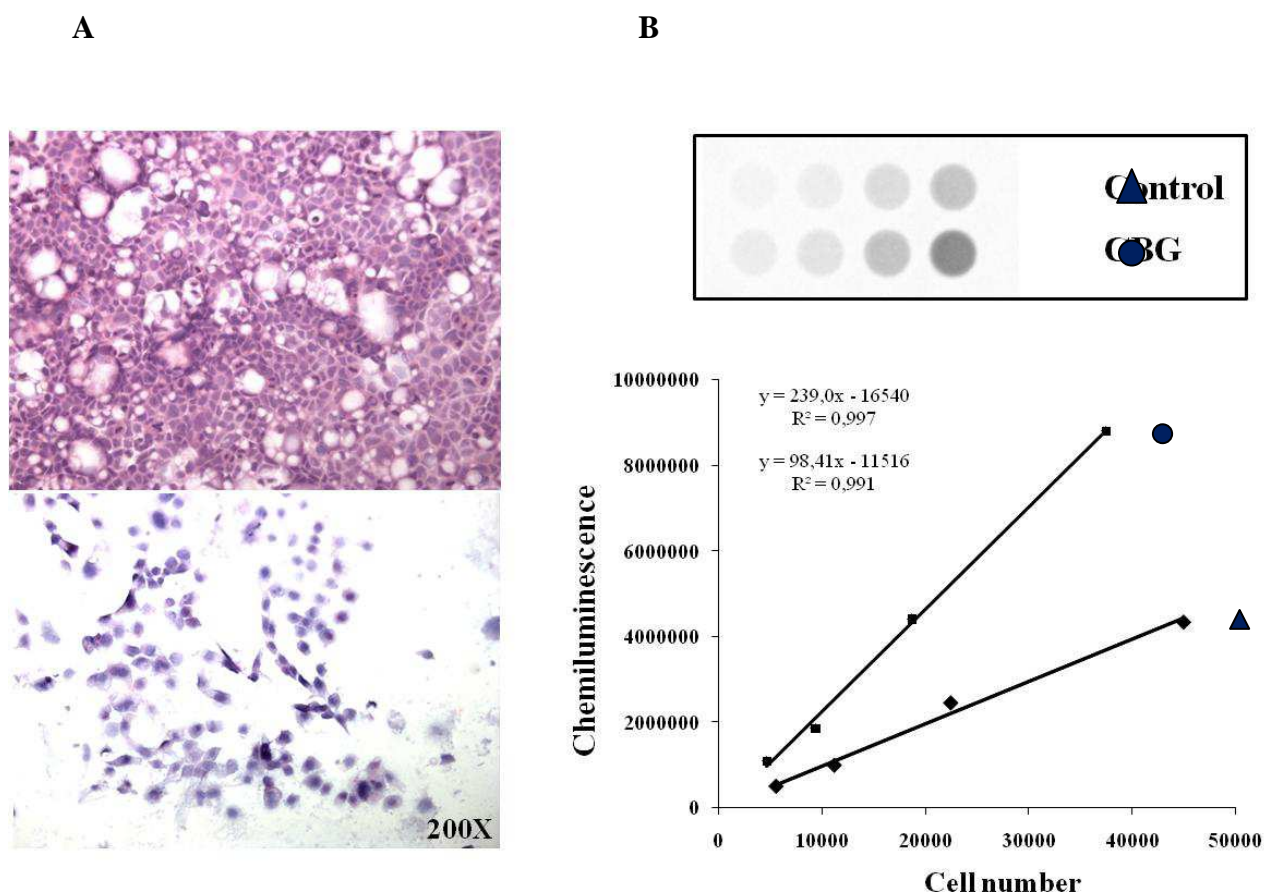 A
B
200X
Control
CBG
10000000
8000000
6000000
4000000
2000000
0
Chemiluminescence
y = 239,0x - 16540
R² = 0,997
y = 98,41x - 11516
R² = 0,991
0 10000 20000 30000 40000 50000
Cell number